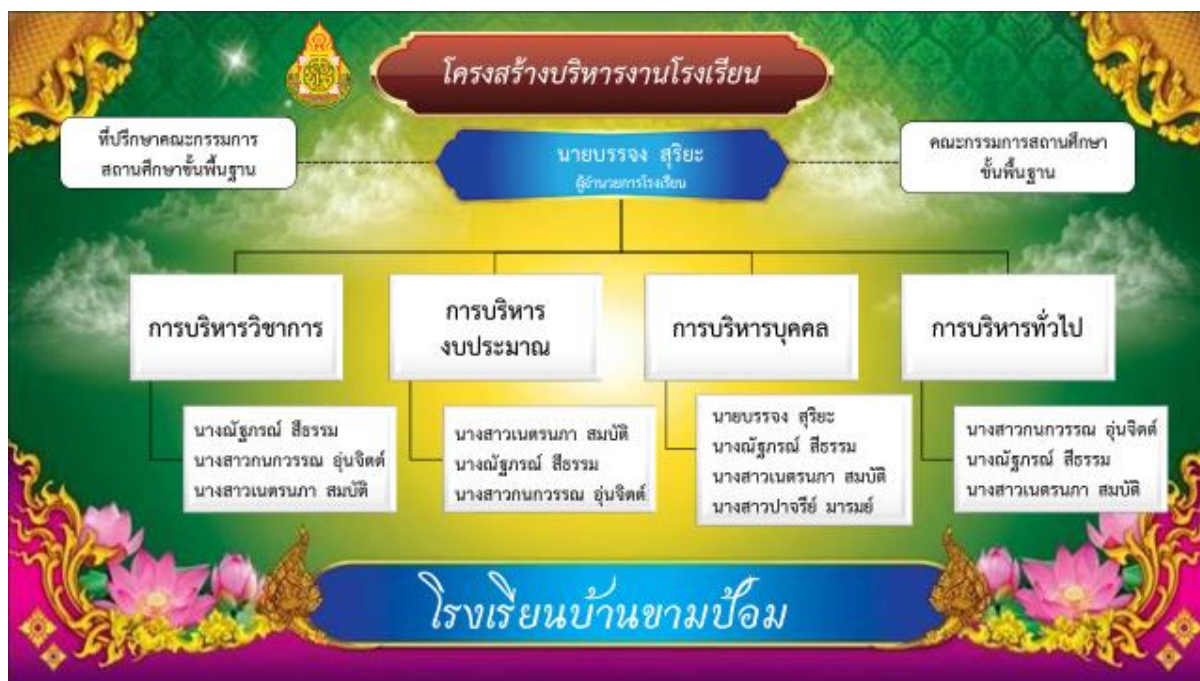 โครงสร้างบริหารงานโรงเรียน
ที่ปรึกษาคณะกรรมการ
สถานศึกษาขั้นพื้นฐาน
นายบรรจง สุริยะ
ผู้อำนวยการโรงเรียน
คณะกรรมการสถานศึกษา
ขั้นพื้นฐาน
การบริหารวิชาการ
การบริหาร
งบประมาณ
การบริหารบุคคล
การบริหารทั่วไป
นางณัฐภรณ์ สีธรรม
นางสาวกนกวรรณ อุ่นจิตต์
นางสาวเนตรนภา สมบัติ
นางสาวเนตรนภา สมบัติ
นางณัฐภรณ์ สีธรรม
นางสาวกนกวรรณ อุ่นจิตต์
นายบรรจง สุริยะ
นางณัฐภรณ์ สีธรรม
นางสาวเนตรนภา สมบัติ
นางสาวปาจรีย์ มารมย์
นางสาวกนกวรรณ อุ่นจิตต์
นางณัฐภรณ์ สีธรรม
นางสาวเนตรนภา สมบัติ
โรงเรียนบ้านขามป้อม